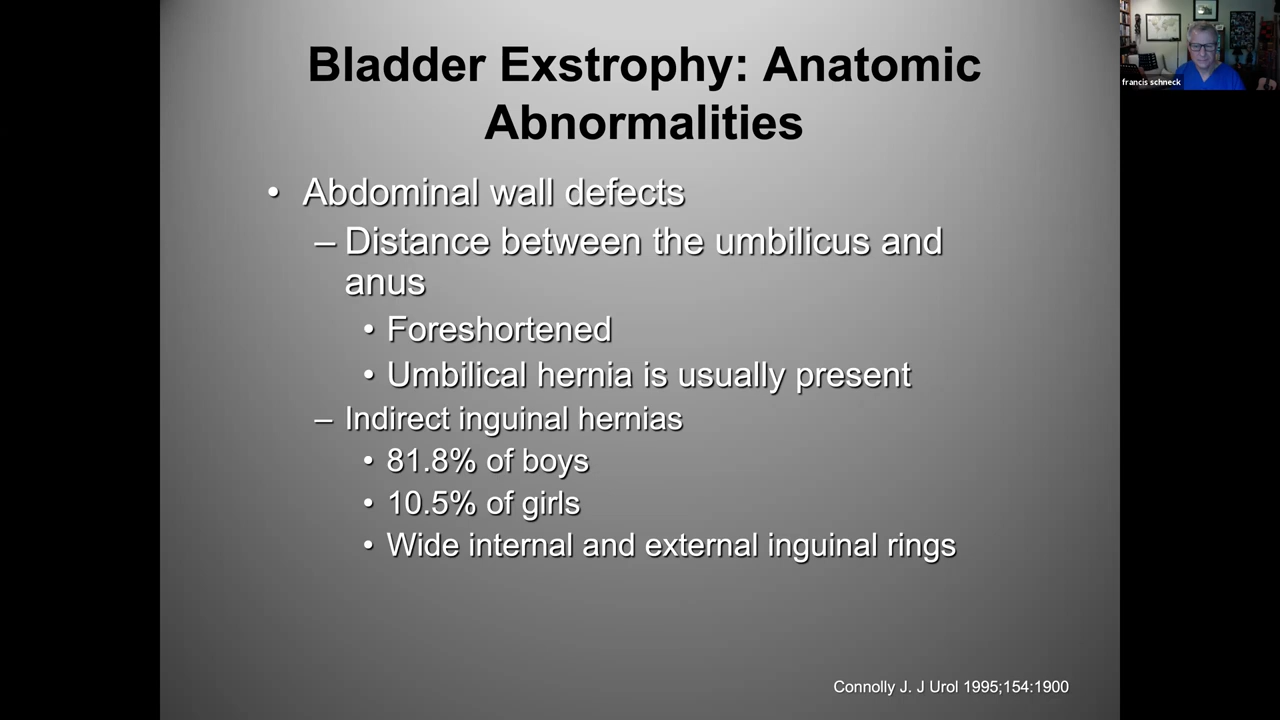 Bladder Exstrophy: Anatomic
Abnormalities
• Abdominal wall defects
– Distance between the umbilicus and
anus
• Foreshortened
• Umbilical hernia is usually present
– Indirect inguinal hernias
• 81.8% of boys
• 10.5% of girls
• Wide internal and external inguinal rings
Connolly J. J Urol 1995;154:1900
francis schneck